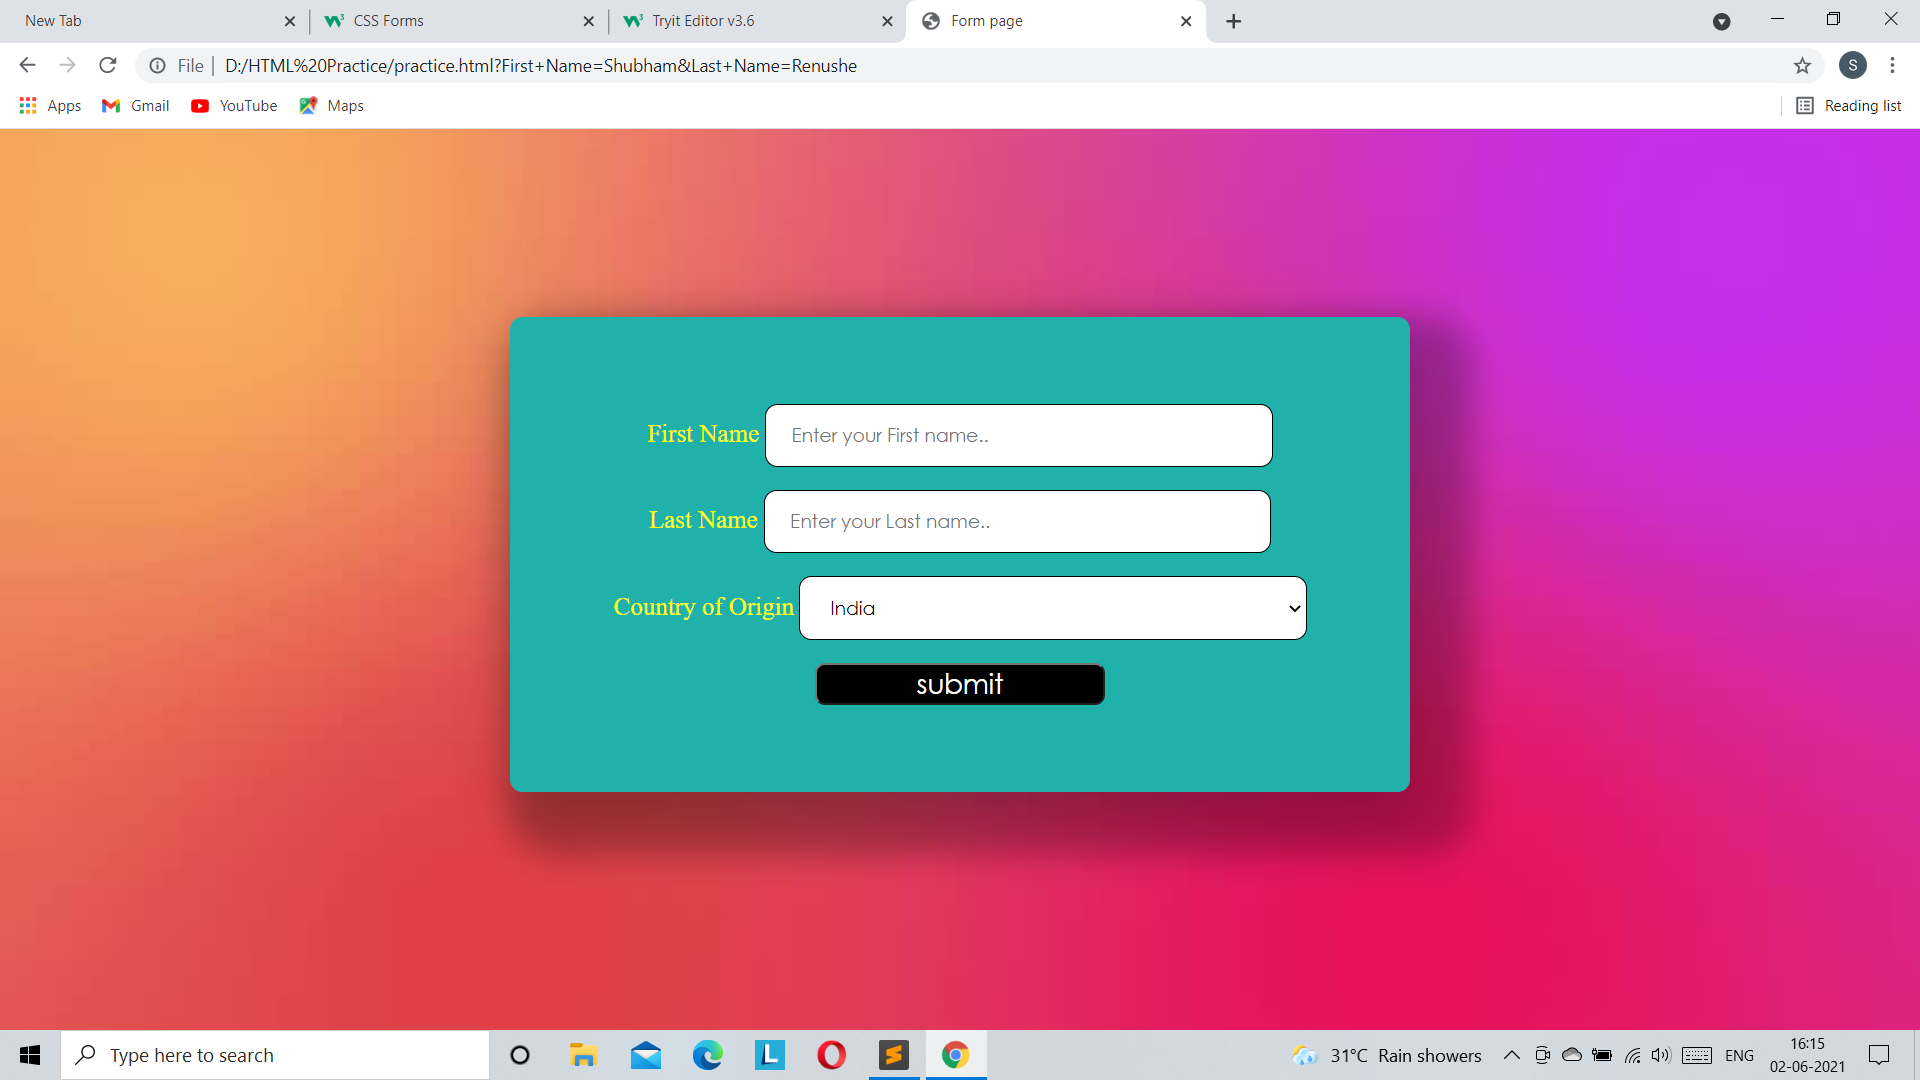 New Tab
CSS Forms
Tryit Editor v3.6
Form page
File
D:/HTML%20Practice/practice.html?First+Name=Shubham&Last+Name=Renushe
S
Apps
Gmail
YouTube
Maps
Reading list
First Name
Enter your First name..
Last Name
Enter your Last name..
Country of Origin
India
submit
Type here to search
L
31°C Rain showers
ENG
16:15
02-06-2021